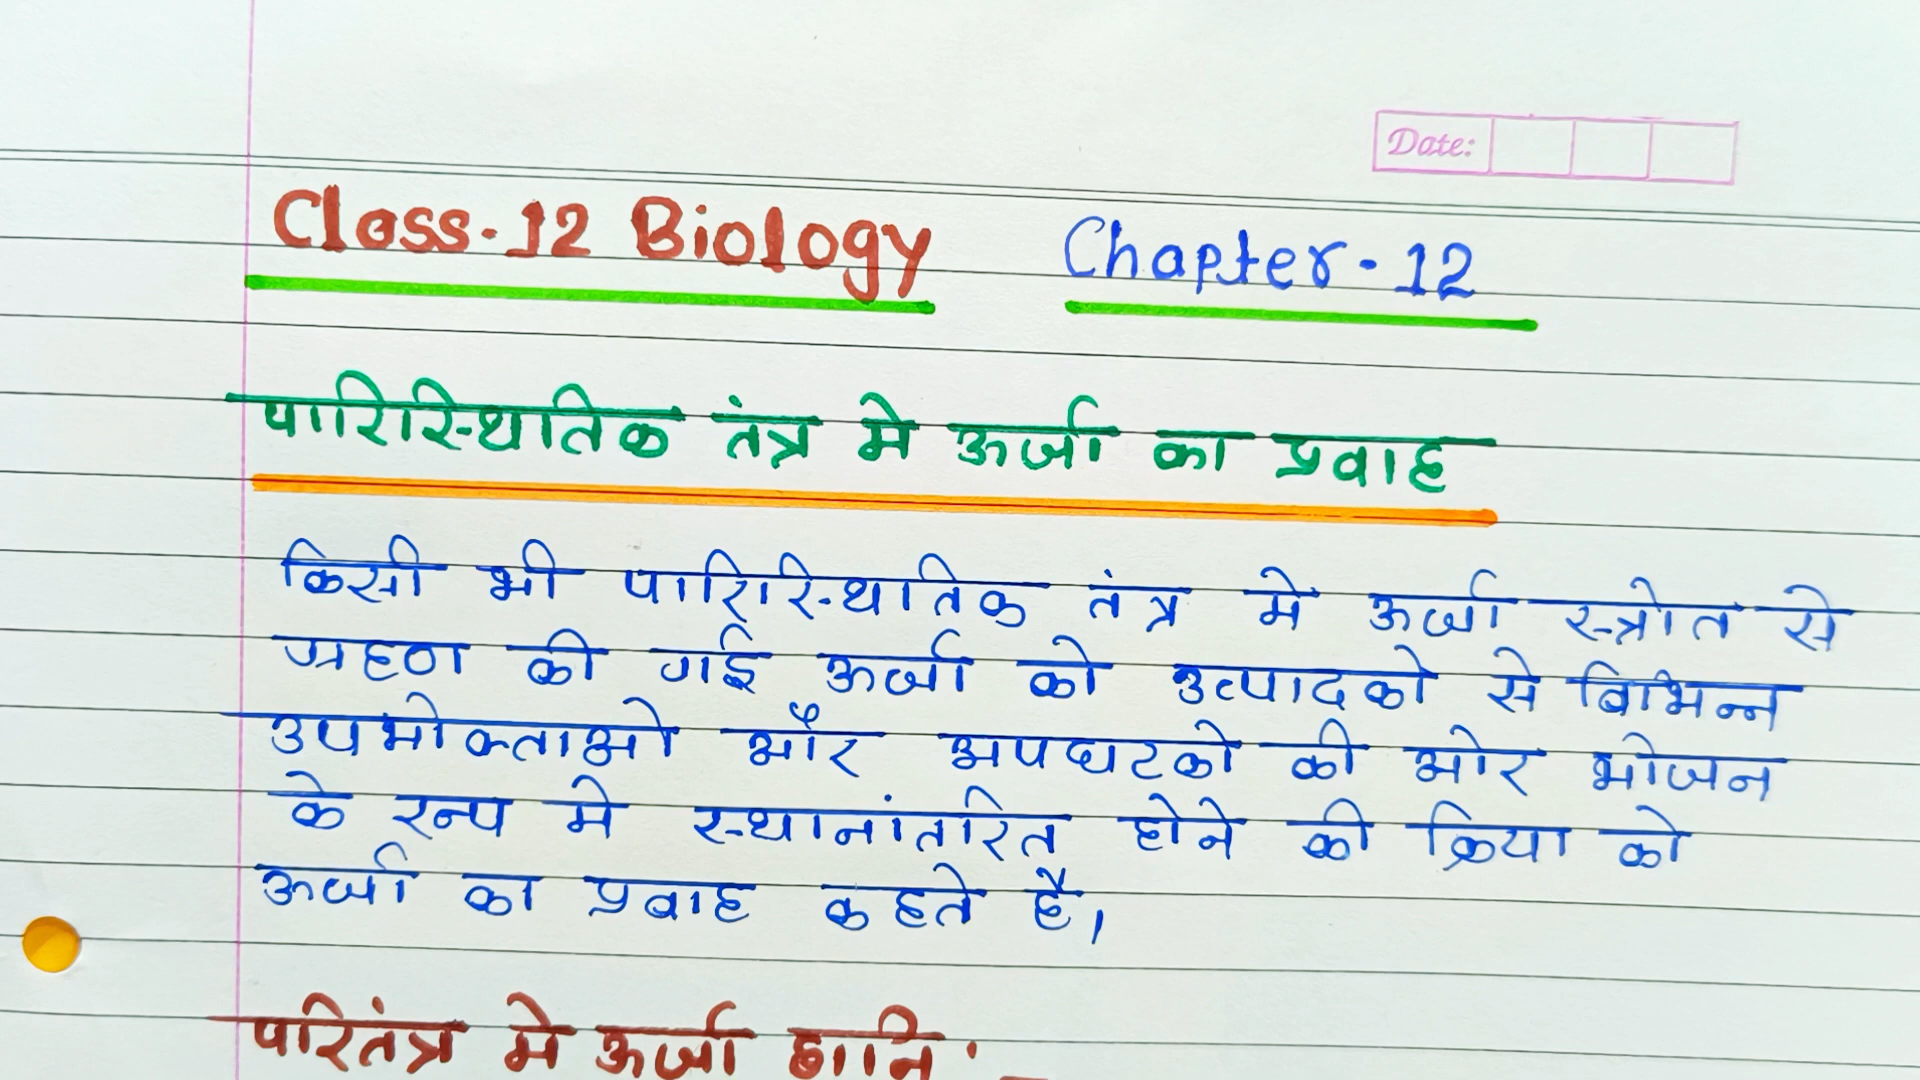 Date:
Class-12 Biology Chapter-12
पारिस्थितिक तंत्र मे ऊर्जा का प्रवाह
किसी भी पारिस्थितिक तंत्र मे ऊर्जा स्त्रोत से
ग्रहण की गई ऊर्जा को उत्पादको से विभिन्न
उपभोक्ताओ और अपघटको की ओर भोजन
के रूप मे स्थानांतरित होने की क्रिया को
ऊर्जा का प्रवाह कहते है।
परितंत्र मे ऊर्जा हानि